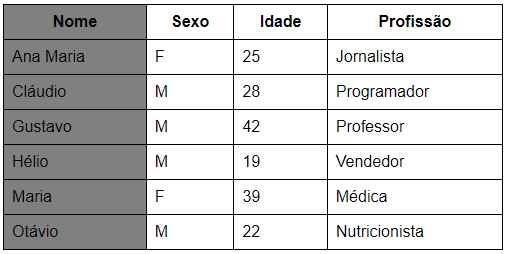 Nome Sexo Idade Profissão
Ana Maria F 25 Jornalista
Cláudio M 28 Programador
Gustavo M 42 Professor
Hélio M 19 Vendedor
Maria F 39 Médica
Otávio M 22 Nutricionista